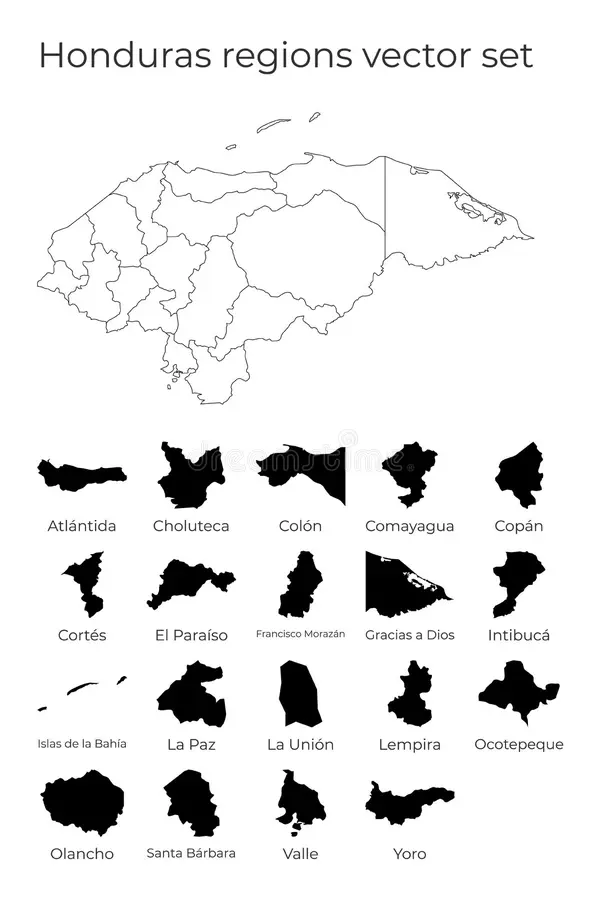 Honduras regions vector set
dreamstime
Atlántida
Choluteca
Colón
Comayagua
Copán
Cortés
El Paraíso
Francisco Morazán
Gracias a Dios
Intibucá
Islas de la Bahía
La Paz
La Unión
Lempira
Ocotepeque
Olancho
Santa Bárbara
Valle
Yoro